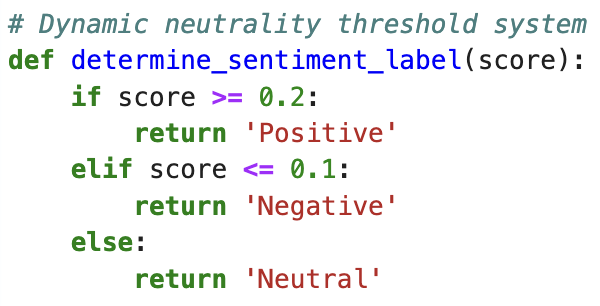 # Dynamic neutrality threshold system
def determine_sentiment_label(score):
    if score >= 0.2:
        return 'Positive'
    elif score <= 0.1:
        return 'Negative'
    else:
        return 'Neutral'